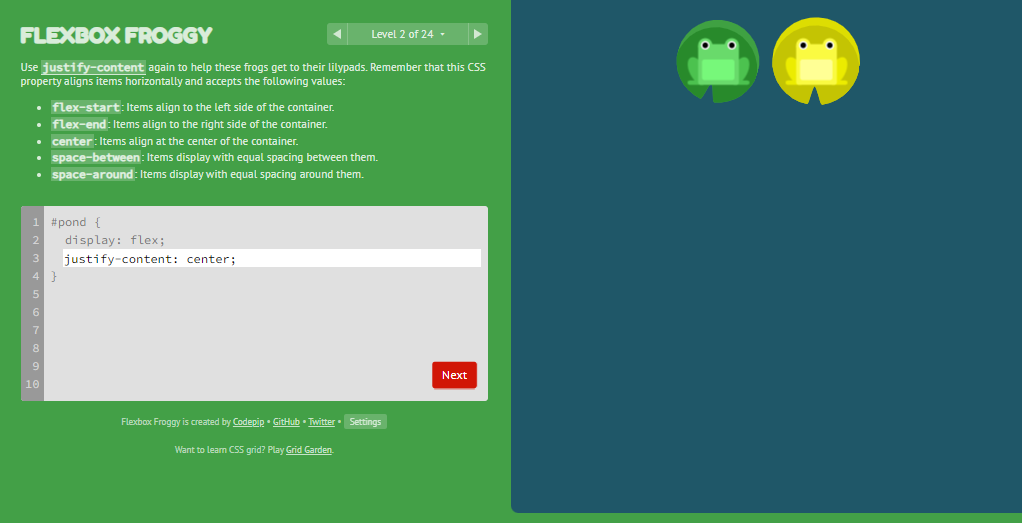 FLEXBOX FROGGY
Level 2 of 24
Use justify-content again to help these frogs get to their lilypads. Remember that this CSS
property aligns items horizontally and accepts the following values:
• flex-start: Items align to the left side of the container.
• flex-end: Items align to the right side of the container.
• center: Items align at the center of the container.
• space-between: Items display with equal spacing between them.
• space-around: Items display with equal spacing around them.
1 #pond {
2 display: flex;
3 justify-content: center;
4 }
5
6
7
8
9
10
Next
Flexbox Froggy is created by Codepip • GitHub • Twitter • Settings
Want to learn CSS grid? Play Grid Garden.